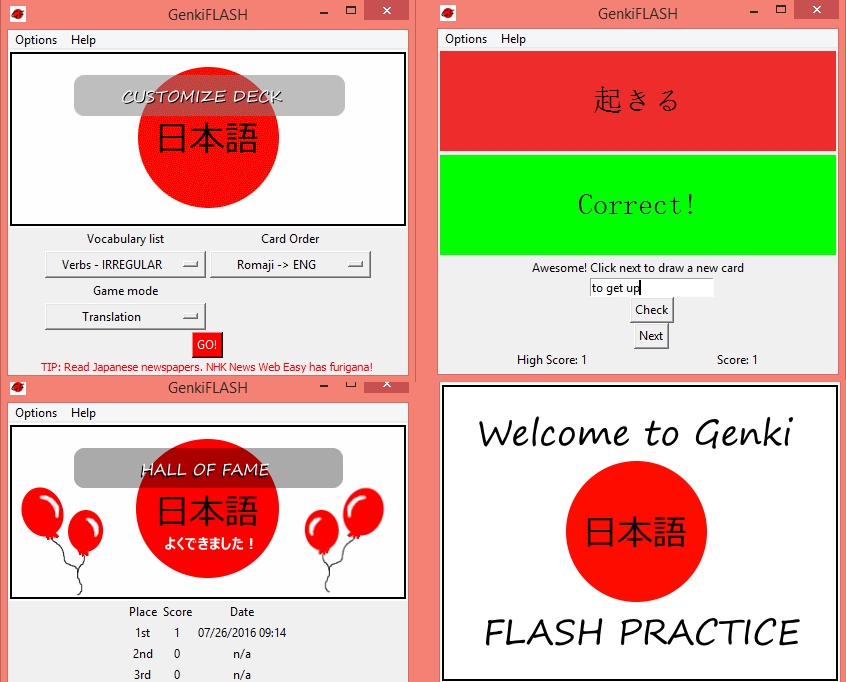 GenkiFLASH
Options Help
CUSTOMIZE DECK
日本語
Vocabulary list Card Order
Verbs - IRREGULAR Romaji -> ENG
Game mode
Translation
GO!
TIP: Read Japanese newspapers. NHK News Web Easy has furigana!
GenkiFLASH
Options Help
起きる
Correct!
Awesome! Click next to draw a new card
to get up
Check
Next
High Score: 1 Score: 1
GenkiFLASH
Options Help
HALL OF FAME
日本語
よくできました！
Place Score Date
1st 1 07/26/2016 09:14
2nd 0 n/a
3rd 0 n/a
Welcome to Genki
日本語
FLASH PRACTICE